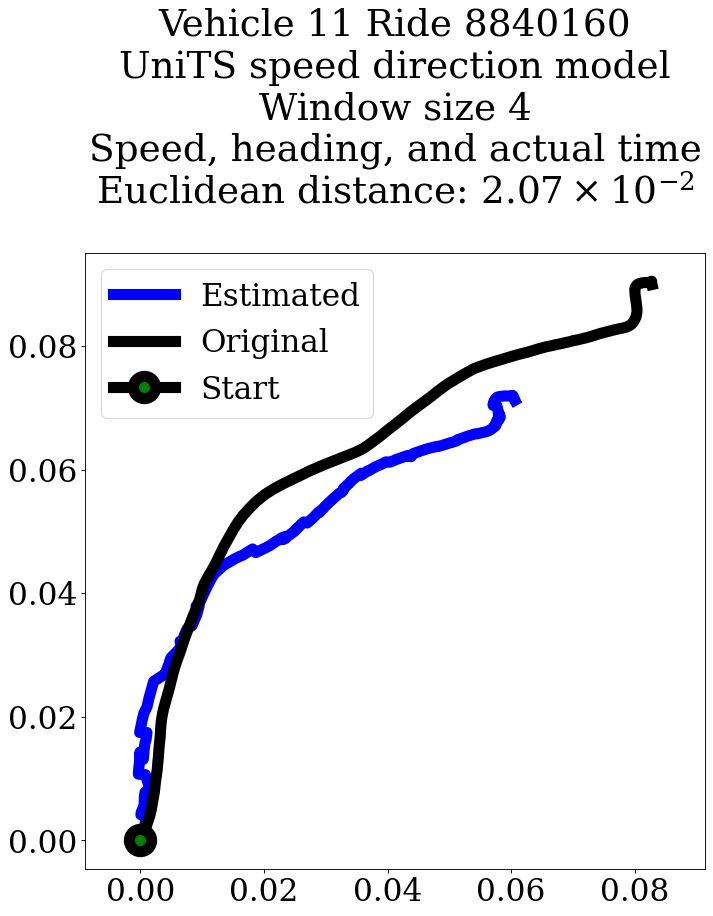 Vehicle 11 Ride 8840160
UniTS speed direction model
Window size 4
Speed, heading, and actual time
Euclidean distance: 2.07 × 10⁻²
Estimated
Original
Start
0.08
0.06
0.04
0.02
0.00
0.00 0.02 0.04 0.06 0.08